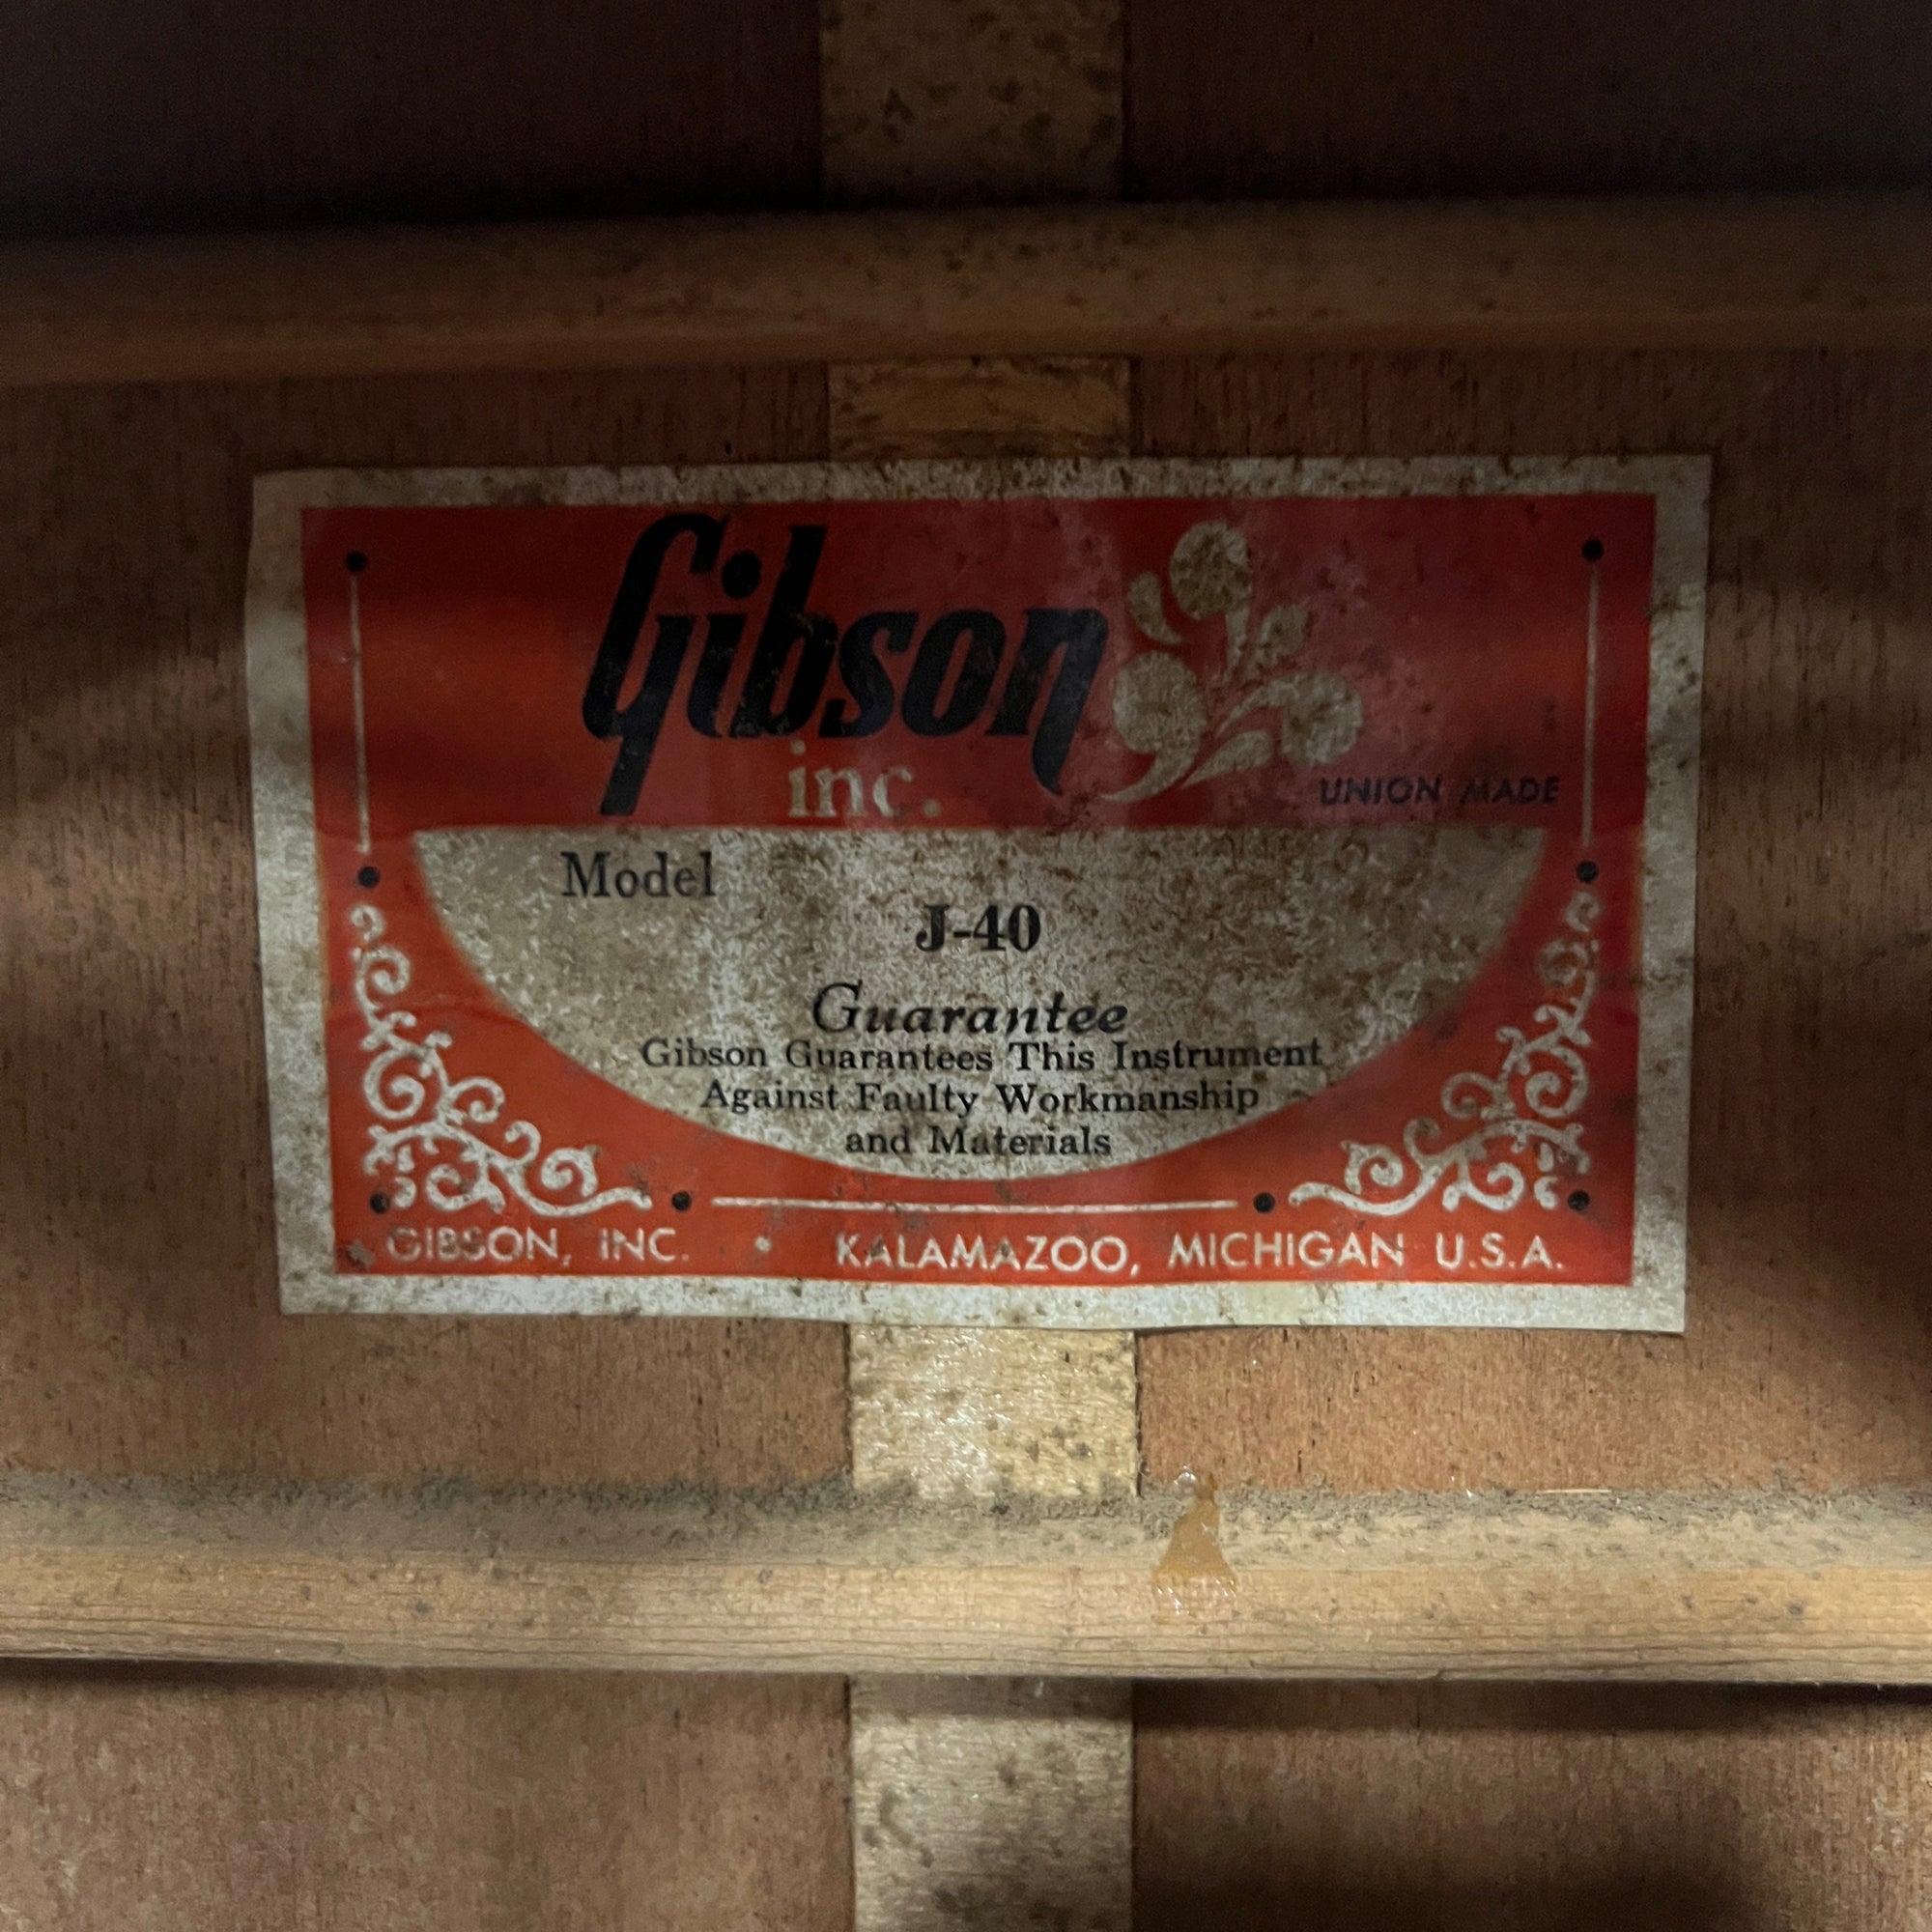 Gibson
inc.
UNION MADE
Model
J-40
Guarantee
Gibson Guarantees This Instrument
Against Faulty Workmanship
and Materials
GIBSON, INC. • KALAMAZOO, MICHIGAN U.S.A.